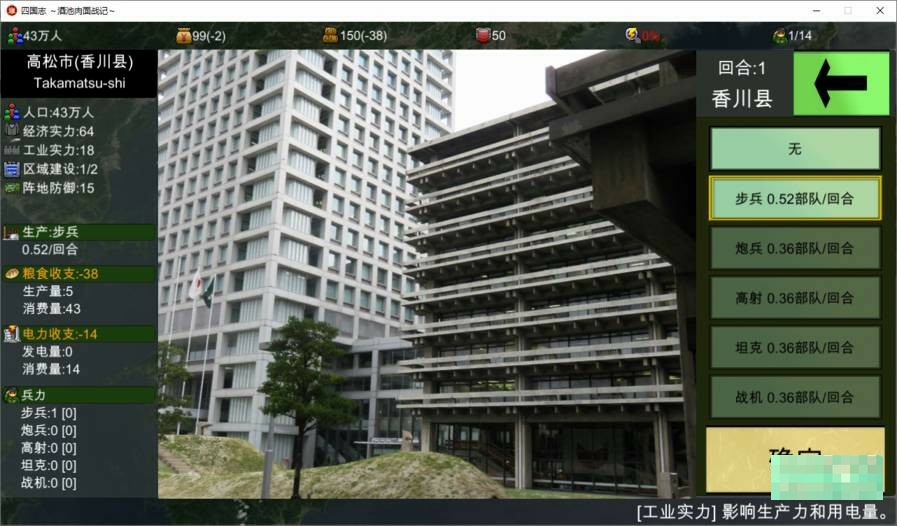 四国志 ～酒池肉面战记～
43万人
99(-2)
150(-38)
50
0%
1/14
高松市(香川县)
Takamatsu-shi
人口:43万人
经济实力:64
工业实力:18
区域建设:1/2
阵地防御:15
生产:步兵
0.52/回合
粮食收支:-38
生产量:5
消费量:43
电力收支:-14
发电量:0
消费量:14
兵力
步兵:1 [0]
炮兵:0 [0]
高射:0 [0]
坦克:0 [0]
战机:0 [0]
回合:1
香川县
无
步兵 0.52部队/回合
炮兵 0.36部队/回合
高射 0.36部队/回合
坦克 0.36部队/回合
战机 0.36部队/回合
[工业实力] 影响生产力和用电量。